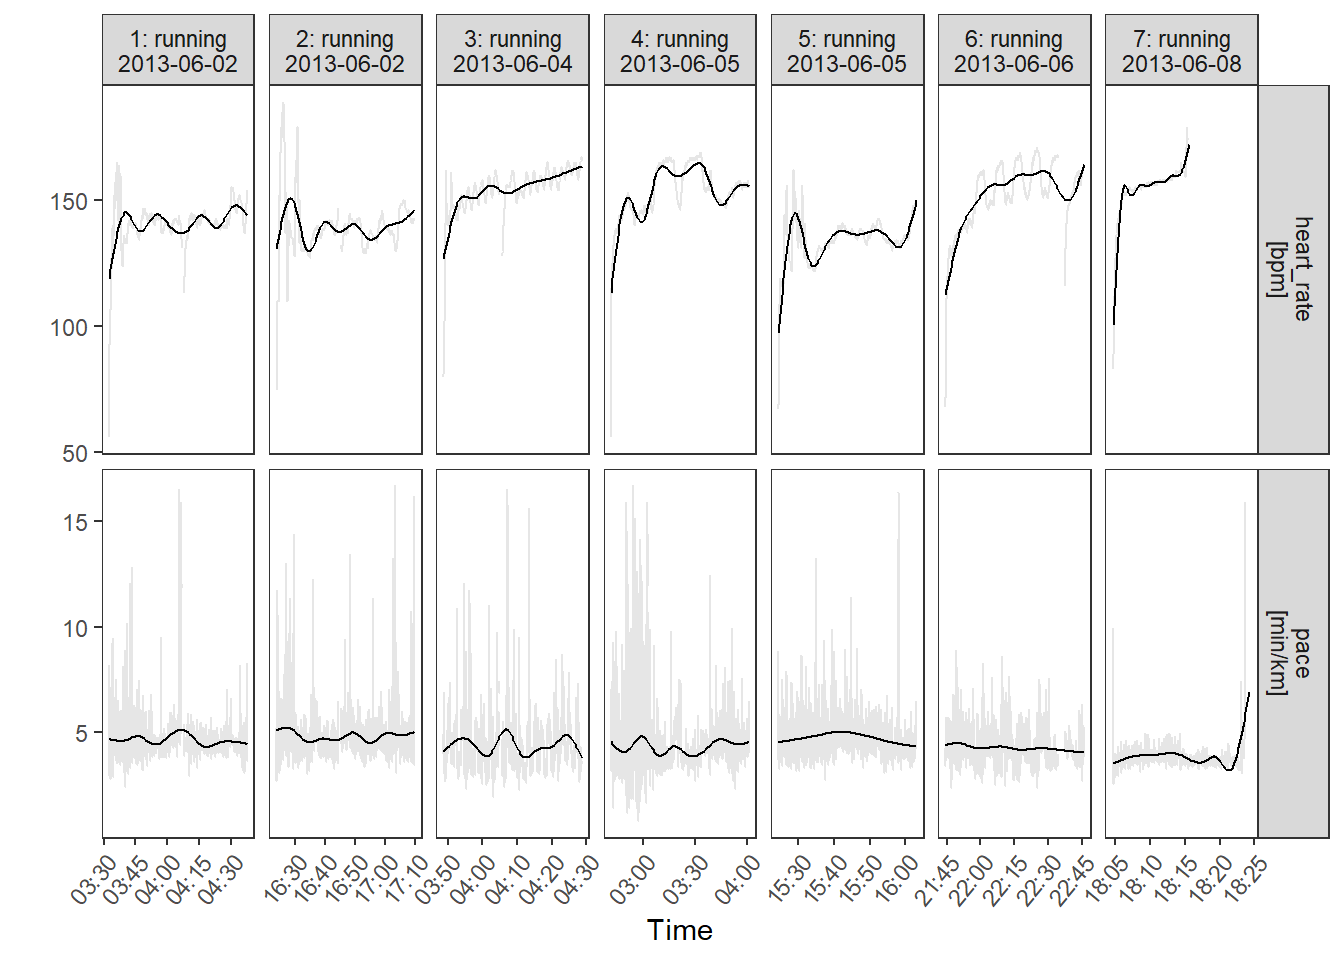 1: running
2013-06-02
2: running
2013-06-02
3: running
2013-06-04
4: running
2013-06-05
5: running
2013-06-05
6: running
2013-06-06
7: running
2013-06-08
150
100
50
heart_rate
[bpm]
15
10
5
pace
[min/km]
03:30 03:45 04:00 04:15 04:30
16:30 16:40 16:50 17:00 17:10
03:50 04:00 04:10 04:20 04:30
03:00 03:30 04:00
15:30 15:40 15:50 16:00
21:45 22:00 22:15 22:30 22:45
18:05 18:10 18:15 18:20 18:25
Time